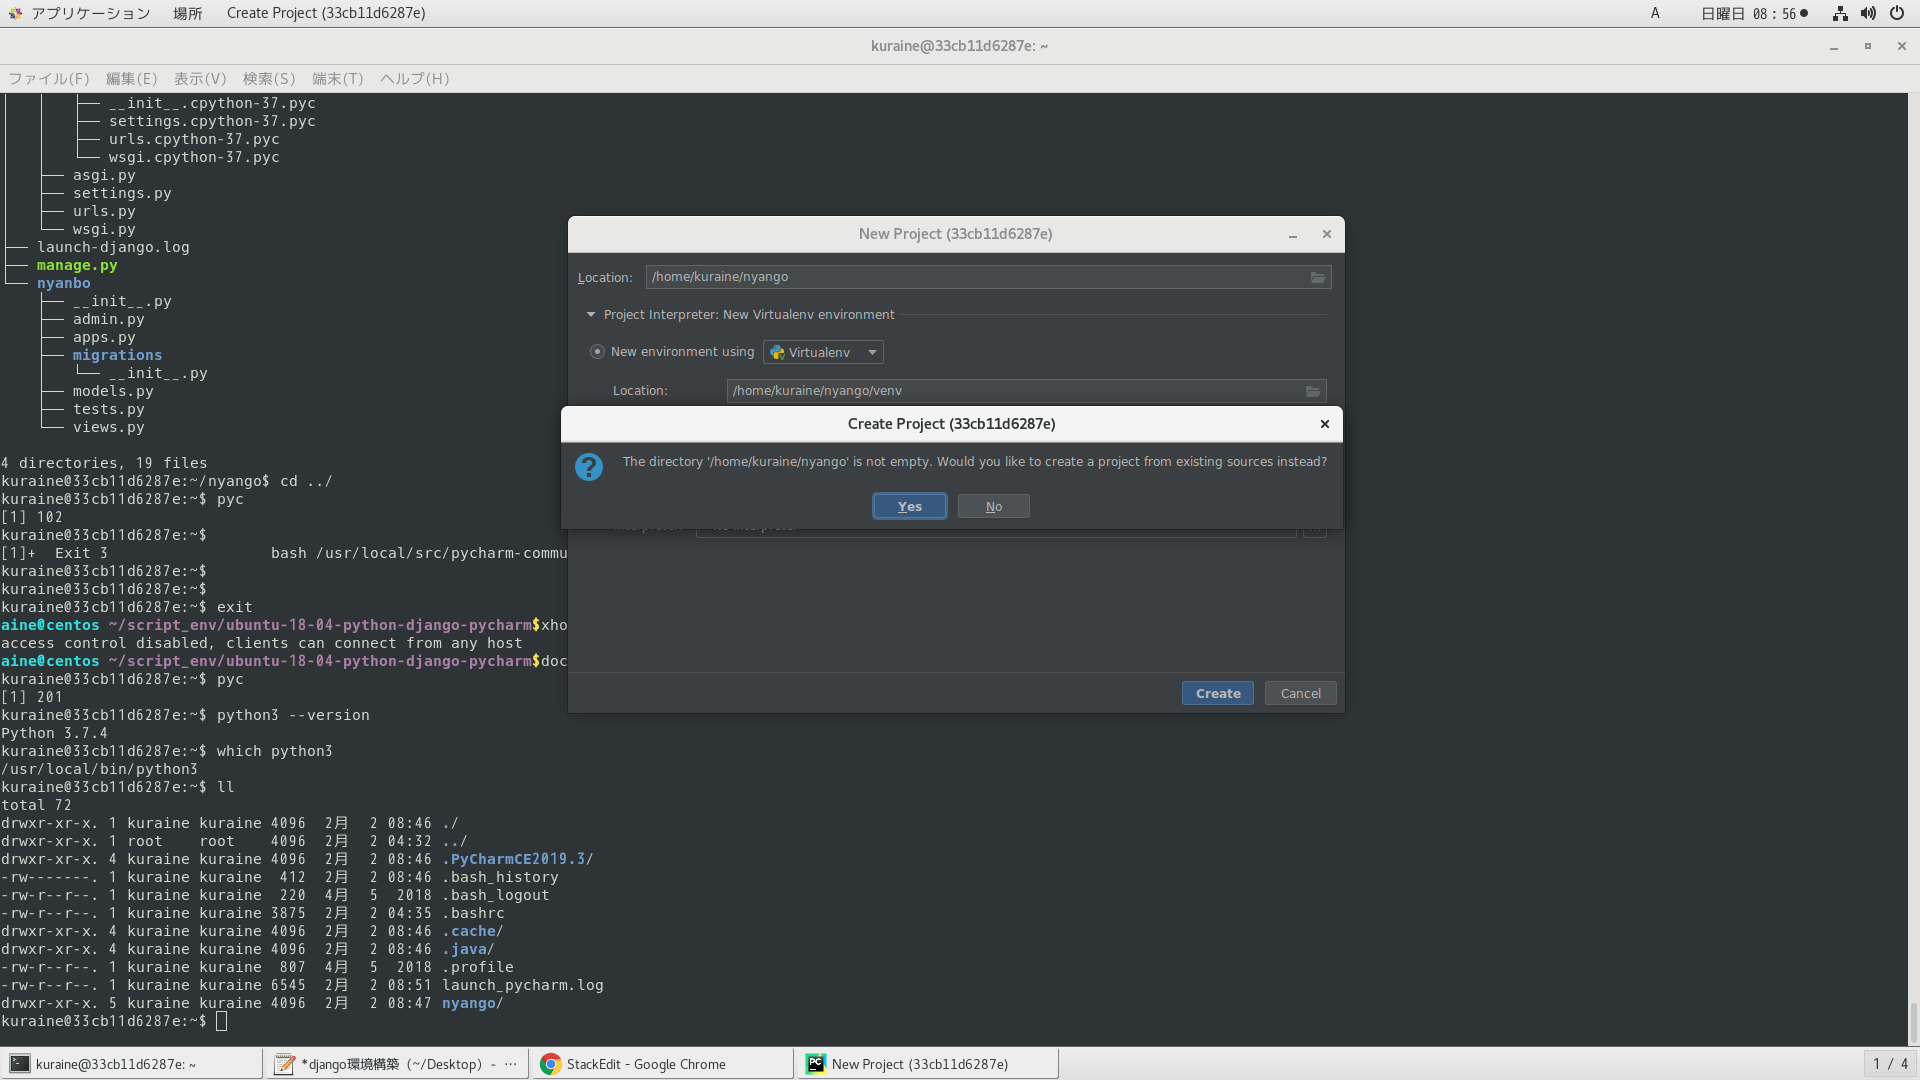 アプリケーション 場所 Create Project (33cb11d6287e) A 日曜日 08:56●
kuraine@33cb11d6287e: ~
ファイル(F) 編集(E) 表示(V) 検索(S) 端末(T) ヘルプ(H)
│   │   ├── __init__.cpython-37.pyc
│   │   ├── settings.cpython-37.pyc
│   │   ├── urls.cpython-37.pyc
│   │   └── wsgi.cpython-37.pyc
│   ├── asgi.py
│   ├── settings.py
│   ├── urls.py
│   └── wsgi.py
├── launch-django.log
├── manage.py
└── nyanbo
    ├── __init__.py
    ├── admin.py
    ├── apps.py
    ├── migrations
    │   └── __init__.py
    ├── models.py
    ├── tests.py
    └── views.py
4 directories, 19 files
kuraine@33cb11d6287e:~/nyango$ cd ../
kuraine@33cb11d6287e:~$ pyc
[1] 102
kuraine@33cb11d6287e:~$
[1]+  Exit 3                  bash /usr/local/src/pycharm-commu
kuraine@33cb11d6287e:~$
kuraine@33cb11d6287e:~$
kuraine@33cb11d6287e:~$ exit
aine@centos ~/script_env/ubuntu-18-04-python-django-pycharm$xho
access control disabled, clients can connect from any host
aine@centos ~/script_env/ubuntu-18-04-python-django-pycharm$doc
kuraine@33cb11d6287e:~$ pyc
[1] 201
kuraine@33cb11d6287e:~$ python3 --version
Python 3.7.4
kuraine@33cb11d6287e:~$ which python3
/usr/local/bin/python3
kuraine@33cb11d6287e:~$ ll
total 72
drwxr-xr-x. 1 kuraine kuraine 4096  2月  2 08:46 ./
drwxr-xr-x. 1 root    root    4096  2月  2 04:32 ../
drwxr-xr-x. 4 kuraine kuraine 4096  2月  2 08:46 .PyCharmCE2019.3/
-rw-------. 1 kuraine kuraine  412  2月  2 08:46 .bash_history
-rw-r--r--. 1 kuraine kuraine  220  4月  5  2018 .bash_logout
-rw-r--r--. 1 kuraine kuraine 3875  2月  2 04:35 .bashrc
drwxr-xr-x. 4 kuraine kuraine 4096  2月  2 08:46 .cache/
drwxr-xr-x. 4 kuraine kuraine 4096  2月  2 08:46 .java/
-rw-r--r--. 1 kuraine kuraine  807  4月  5  2018 .profile
-rw-r--r--. 1 kuraine kuraine 6545  2月  2 08:51 launch_pycharm.log
drwxr-xr-x. 5 kuraine kuraine 4096  2月  2 08:47 nyango/
kuraine@33cb11d6287e:~$
New Project (33cb11d6287e)
Location: /home/kuraine/nyango
Project Interpreter: New Virtualenv environment
New environment using Virtualenv
Location: /home/kuraine/nyango/venv
Create Project (33cb11d6287e)
The directory '/home/kuraine/nyango' is not empty. Would you like to create a project from existing sources instead?
Yes No
Create Cancel
kuraine@33cb11d6287e: ~ *django環境構築 (~/Desktop) - … StackEdit - Google Chrome New Project (33cb11d6287e) 1 / 4